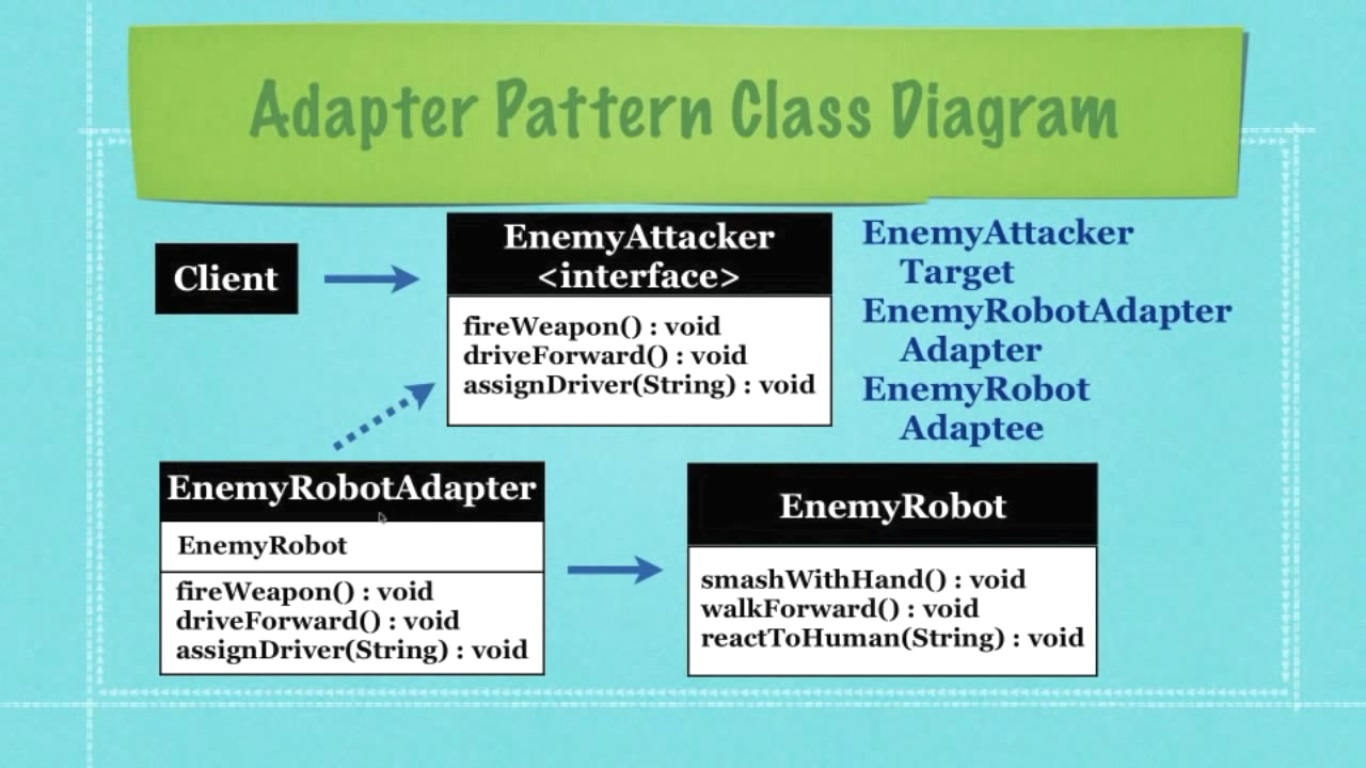 Adapter Pattern Class Diagram
Client
EnemyAttacker
<interface>
fireWeapon() : void
driveForward() : void
assignDriver(String) : void
EnemyAttacker
Target
EnemyRobotAdapter
Adapter
EnemyRobot
Adaptee
EnemyRobotAdapter
EnemyRobot
fireWeapon() : void
driveForward() : void
assignDriver(String) : void
EnemyRobot
smashWithHand() : void
walkForward() : void
reactToHuman(String) : void